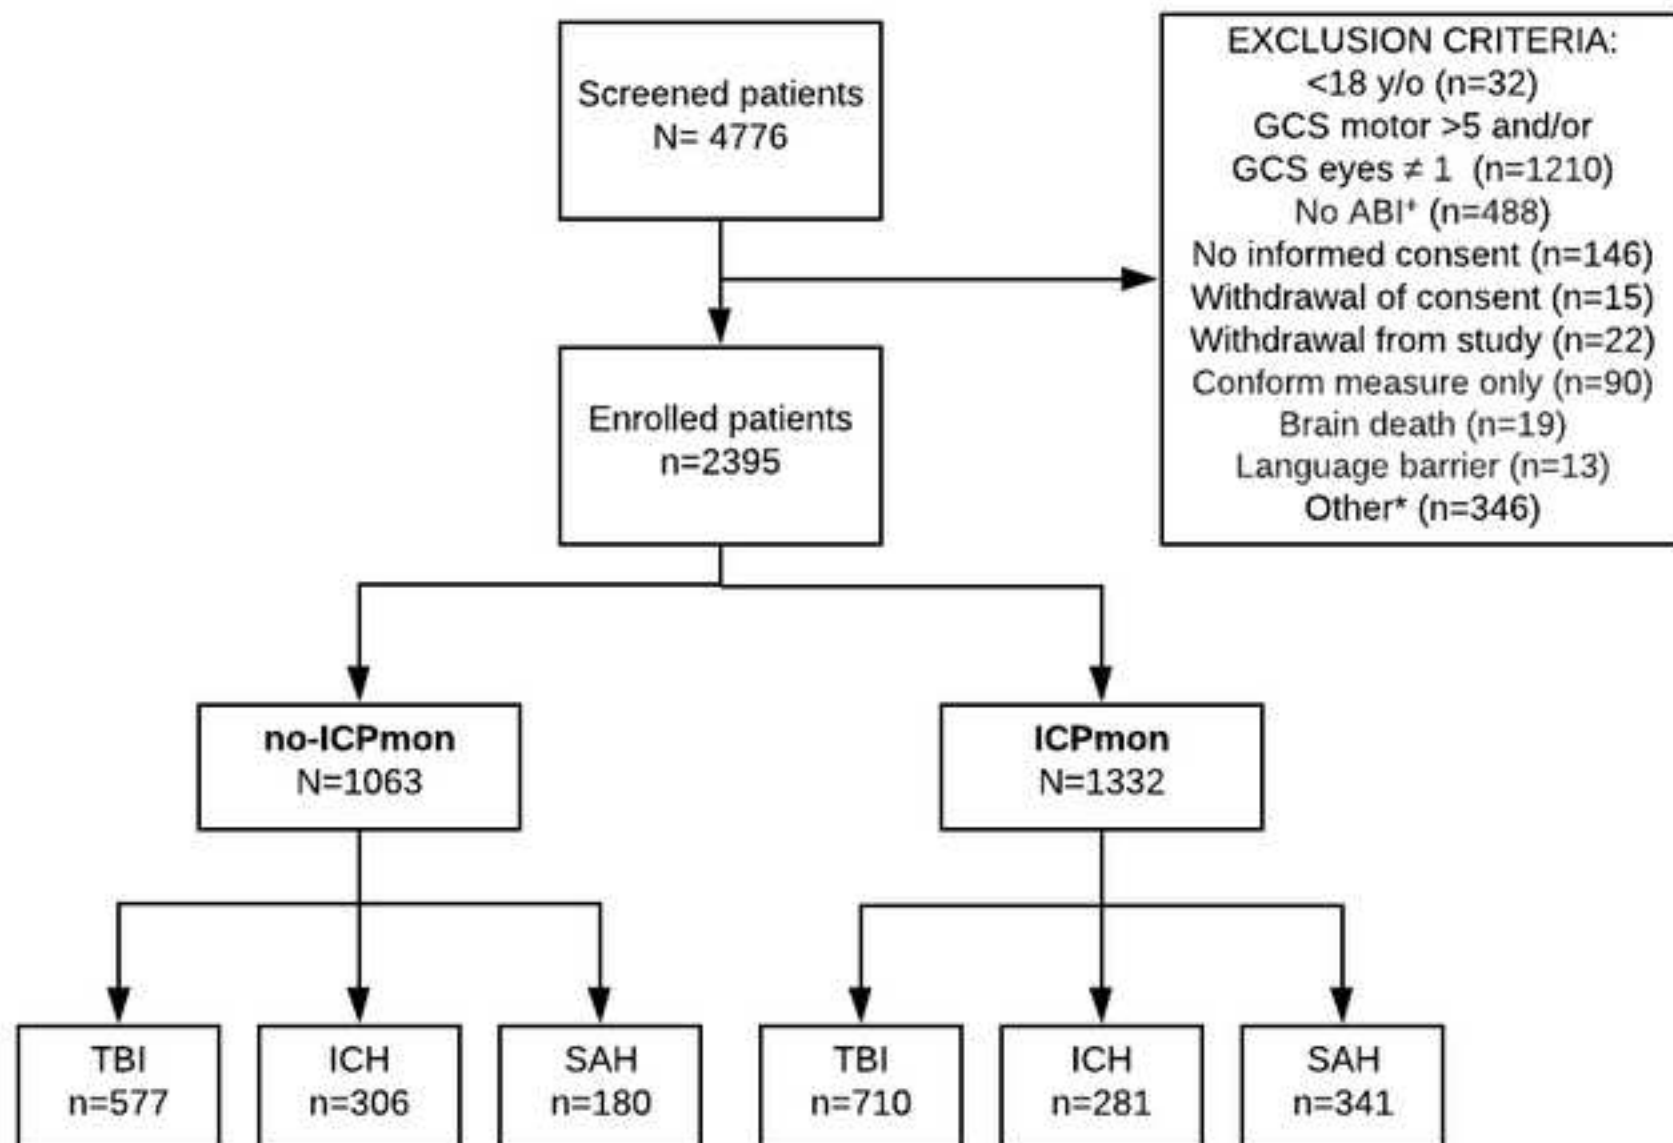 Screened patients
N= 4776
EXCLUSION CRITERIA:
<18 y/o (n=32)
GCS motor >5 and/or
GCS eyes ≠ 1 (n=1210)
No ABI⁺ (n=488)
No informed consent (n=146)
Withdrawal of consent (n=15)
Withdrawal from study (n=22)
Conform measure only (n=90)
Brain death (n=19)
Language barrier (n=13)
Other* (n=346)
Enrolled patients
n=2395
no-ICPmon
N=1063
ICPmon
N=1332
TBI
n=577
ICH
n=306
SAH
n=180
TBI
n=710
ICH
n=281
SAH
n=341